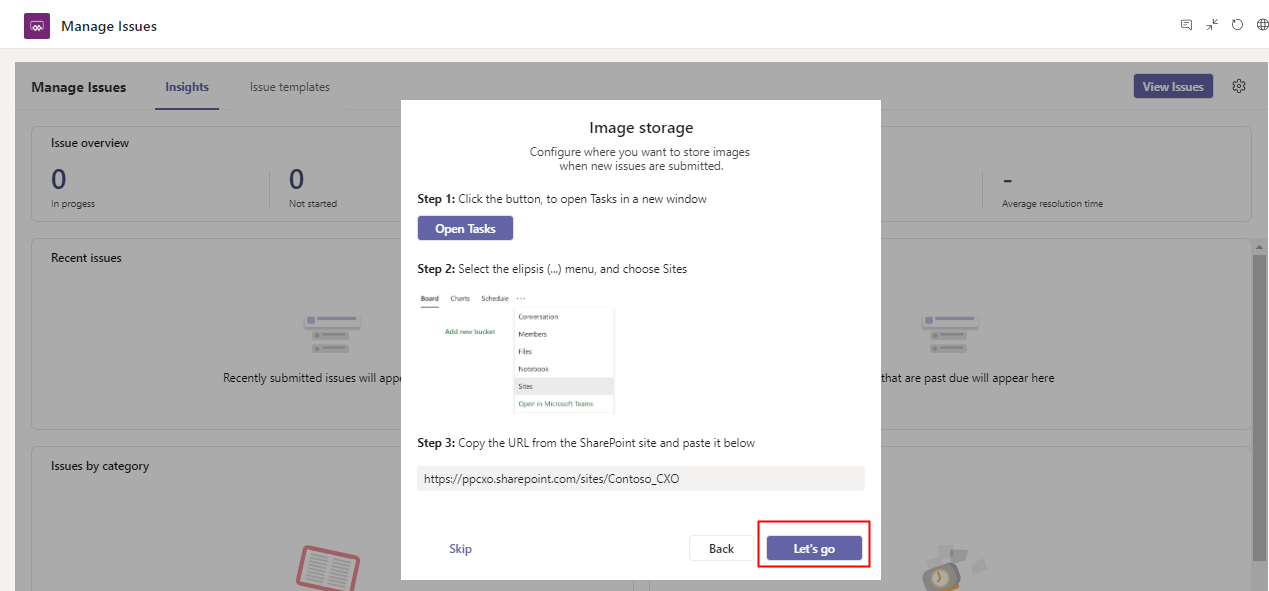 Manage Issues
Manage Issues
Insights
Issue templates
View Issues
Issue overview
0
In progess
0
Not started
-
Average resolution time
Recent issues
Recently submitted issues will appe
that are past due will appear here
Issues by category
Image storage
Configure where you want to store images
when new issues are submitted.
Step 1: Click the button, to open Tasks in a new window
Open Tasks
Step 2: Select the elipsis (...) menu, and choose Sites
Board Charts Schedule ...
Add new bucket
Conversation
Members
Files
Notebook
Sites
Open in Microsoft Teams
Step 3: Copy the URL from the SharePoint site and paste it below
https://ppcxo.sharepoint.com/sites/Contoso_CXO
Skip
Back
Let's go